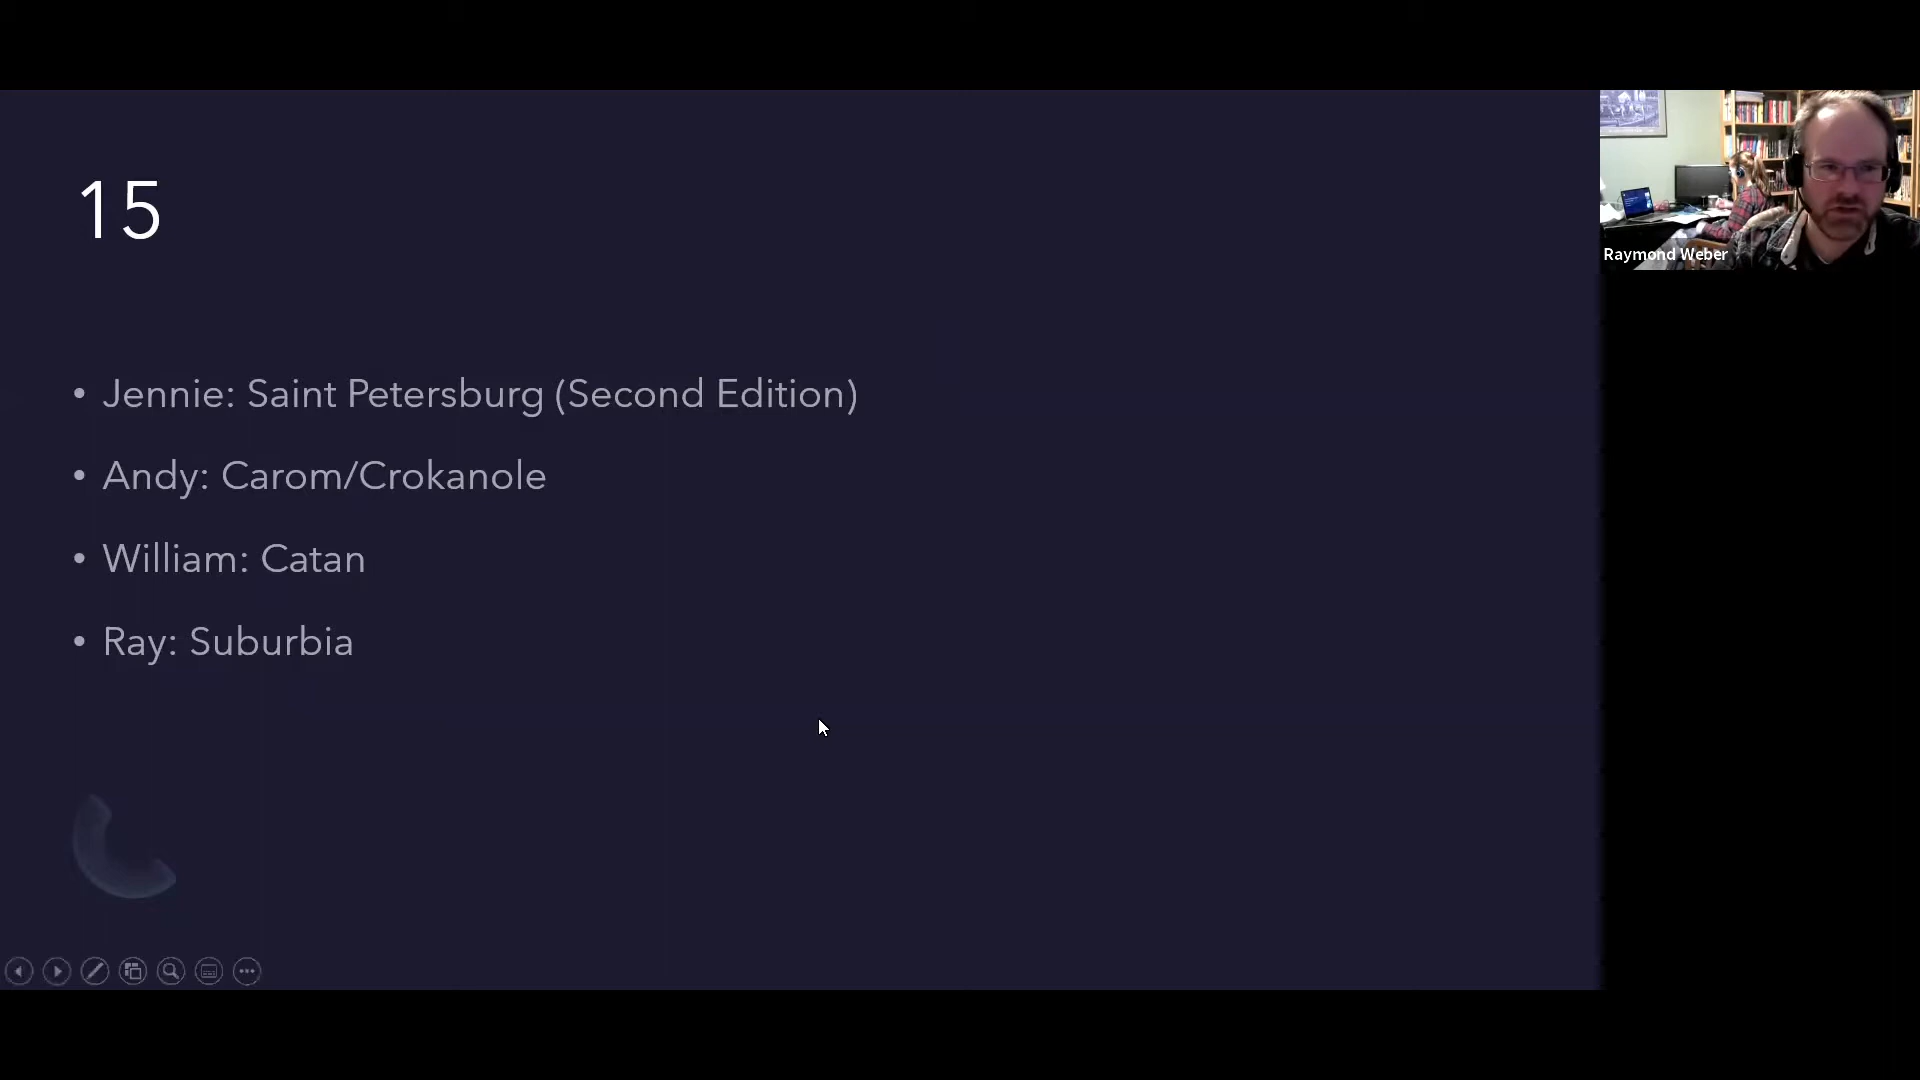 15
• Jennie: Saint Petersburg (Second Edition)
• Andy: Carom/Crokanole
• William: Catan
• Ray: Suburbia
Raymond Weber